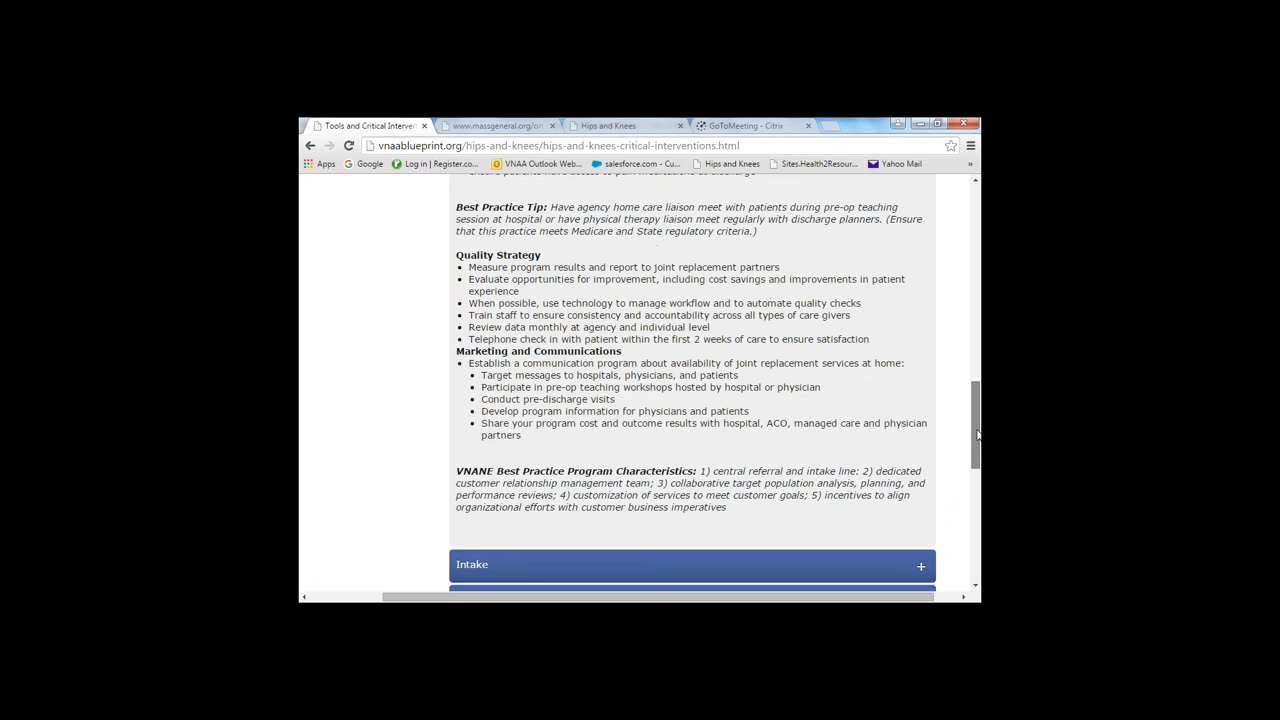 Tools and Critical Interven
www.massgeneral.org/or
Hips and Knees
GoToMeeting - Citrix
vnaablueprint.org/hips-and-knees/hips-and-knees-critical-interventions.html
Apps
Google
Log in | Register.co...
VNAA Outlook Web...
salesforce.com - Cu...
Hips and Knees
Sites.Health2Resour...
Yahoo Mail
»
Best Practice Tip: Have agency home care liaison meet with patients during pre-op teaching
session at hospital or have physical therapy liaison meet regularly with discharge planners. (Ensure
that this practice meets Medicare and State regulatory criteria.)
Quality Strategy
• Measure program results and report to joint replacement partners
• Evaluate opportunities for improvement, including cost savings and improvements in patient
experience
• When possible, use technology to manage workflow and to automate quality checks
• Train staff to ensure consistency and accountability across all types of care givers
• Review data monthly at agency and individual level
• Telephone check in with patient within the first 2 weeks of care to ensure satisfaction
Marketing and Communications
• Establish a communication program about availability of joint replacement services at home:
• Target messages to hospitals, physicians, and patients
• Participate in pre-op teaching workshops hosted by hospital or physician
• Conduct pre-discharge visits
• Develop program information for physicians and patients
• Share your program cost and outcome results with hospital, ACO, managed care and physician
partners
VNANE Best Practice Program Characteristics: 1) central referral and intake line: 2) dedicated
customer relationship management team; 3) collaborative target population analysis, planning, and
performance reviews; 4) customization of services to meet customer goals; 5) incentives to align
organizational efforts with customer business imperatives
Intake +